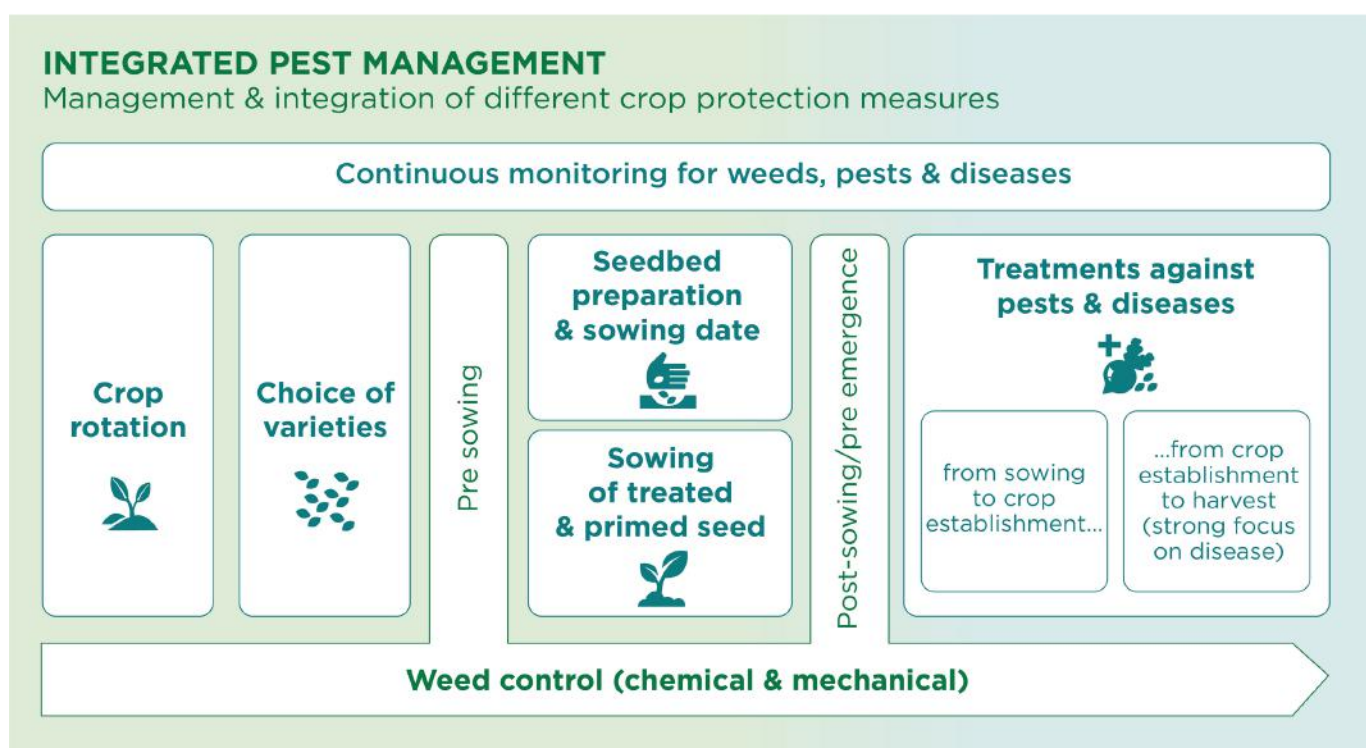 INTEGRATED PEST MANAGEMENT
Management & integration of different crop protection measures
Continuous monitoring for weeds, pests & diseases
Crop
rotation
Choice of
varieties
Pre sowing
Seedbed
preparation
& sowing date
Sowing
of treated
& primed seed
Post-sowing/pre emergence
Treatments against
pests & diseases
from sowing
to crop
establishment...
...from crop
establishment
to harvest
(strong focus
on disease)
Weed control (chemical & mechanical)